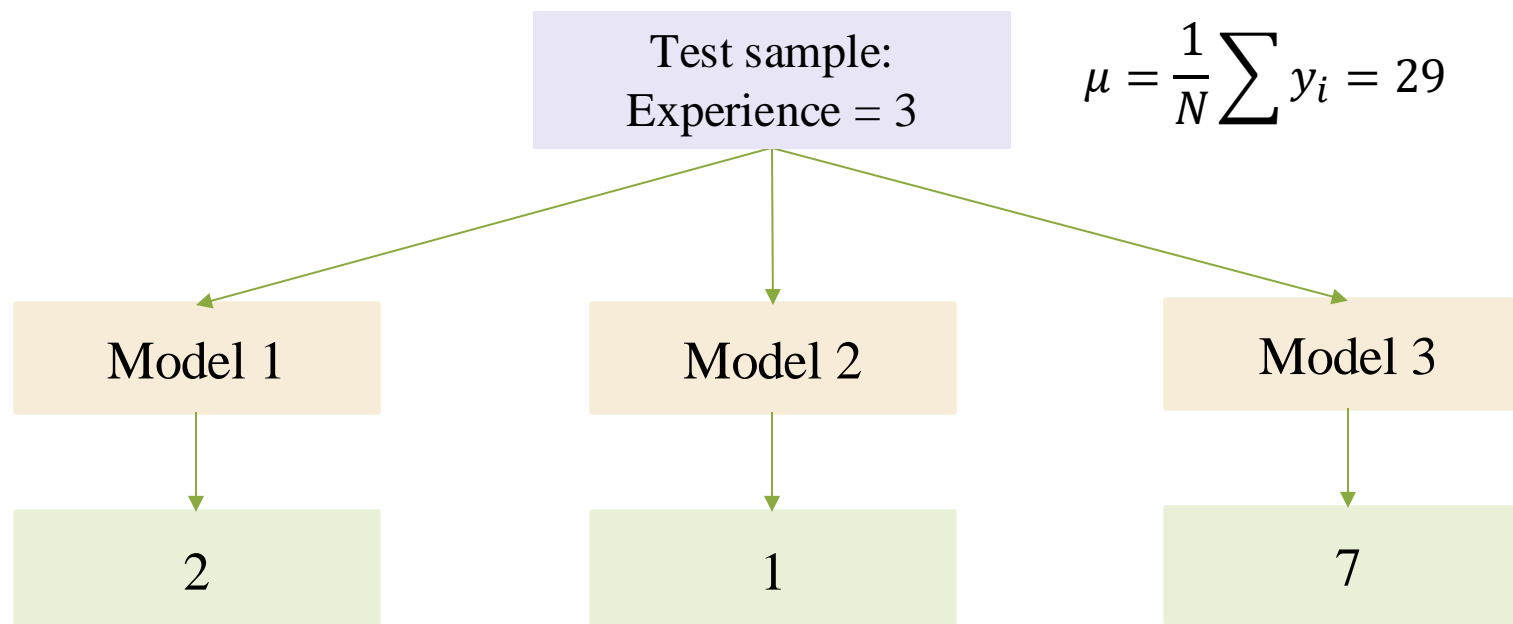 Test sample:
Experience = 3
𝜇 = 1/N ∑ y_i = 29
Model 1
Model 2
Model 3
2
1
7